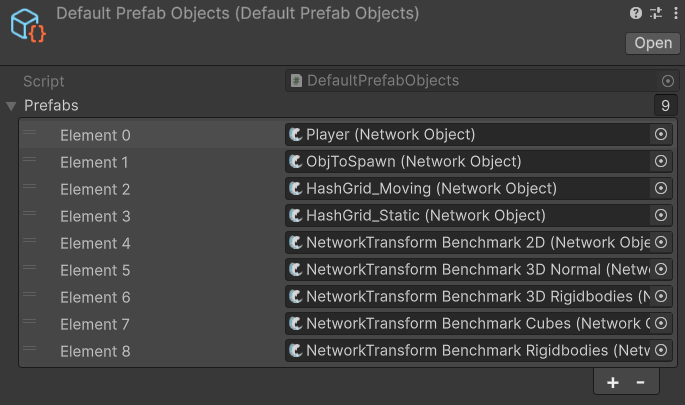 Default Prefab Objects (Default Prefab Objects)
Open
Script DefaultPrefabObjects
Prefabs 9
Element 0 Player (Network Object)
Element 1 ObjToSpawn (Network Object)
Element 2 HashGrid_Moving (Network Object)
Element 3 HashGrid_Static (Network Object)
Element 4 NetworkTransform Benchmark 2D (Network Obje
Element 5 NetworkTransform Benchmark 3D Normal (Netw
Element 6 NetworkTransform Benchmark 3D Rigidbodies (N
Element 7 NetworkTransform Benchmark Cubes (Network O
Element 8 NetworkTransform Benchmark Rigidbodies (Netw
+ -